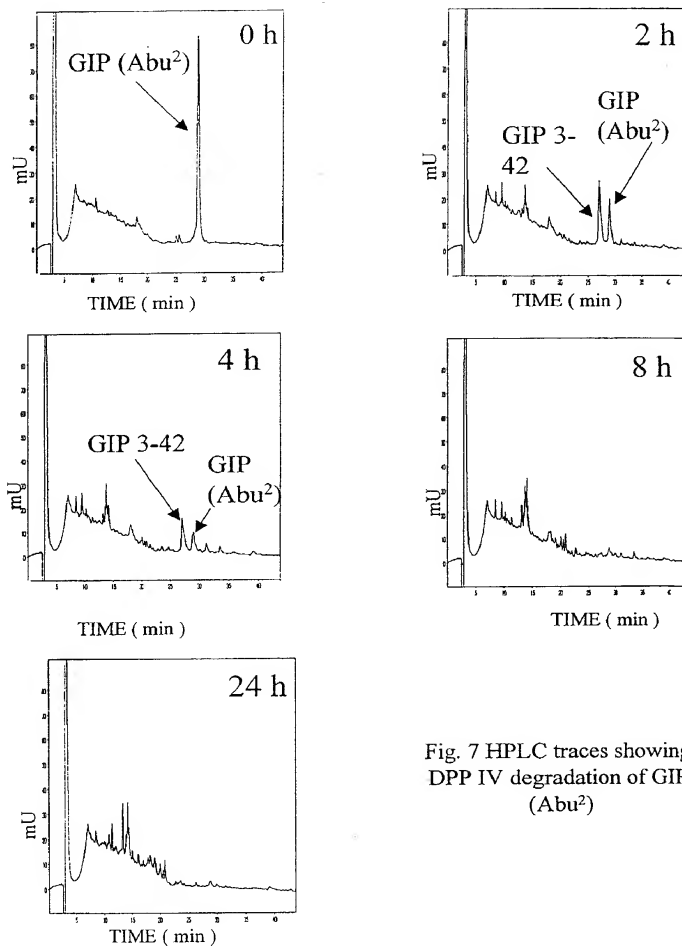 0 h
GIP (Abu²)
mU
TIME ( min )
2 h
GIP
(Abu²)
GIP 3-
42
mU
TIME ( min )
4 h
GIP 3-42
GIP
(Abu²)
mU
TIME ( min )
8 h
mU
TIME ( min )
24 h
mU
TIME ( min )
Fig. 7 HPLC traces showing
DPP IV degradation of GIP
(Abu²)